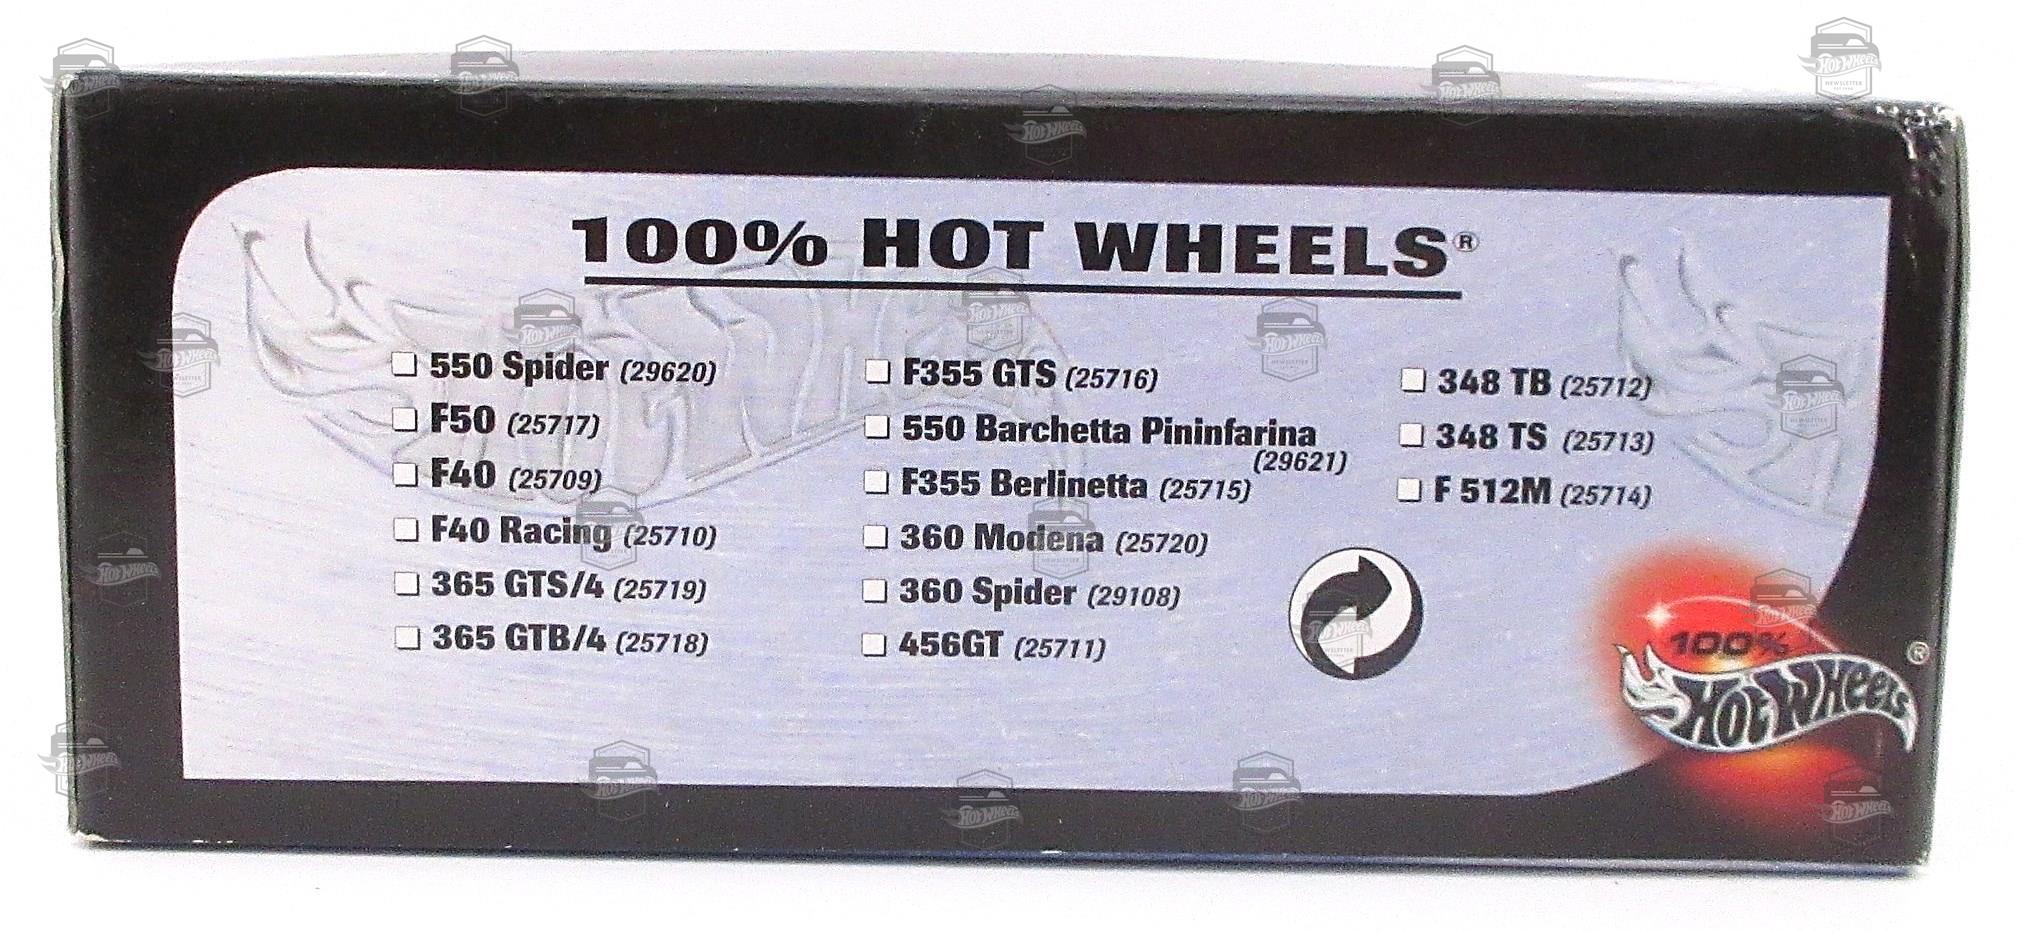 100% HOT WHEELS®
550 Spider (29620)
F50 (25717)
F40 (25709)
F40 Racing (25710)
365 GTS/4 (25719)
365 GTB/4 (25718)
F355 GTS (25716)
550 Barchetta Pininfarina
(29621)
F355 Berlinetta (25715)
360 Modena (25720)
360 Spider (29108)
456GT (25711)
348 TB (25712)
348 TS (25713)
F 512M (25714)
100%
HOT WHEELS®